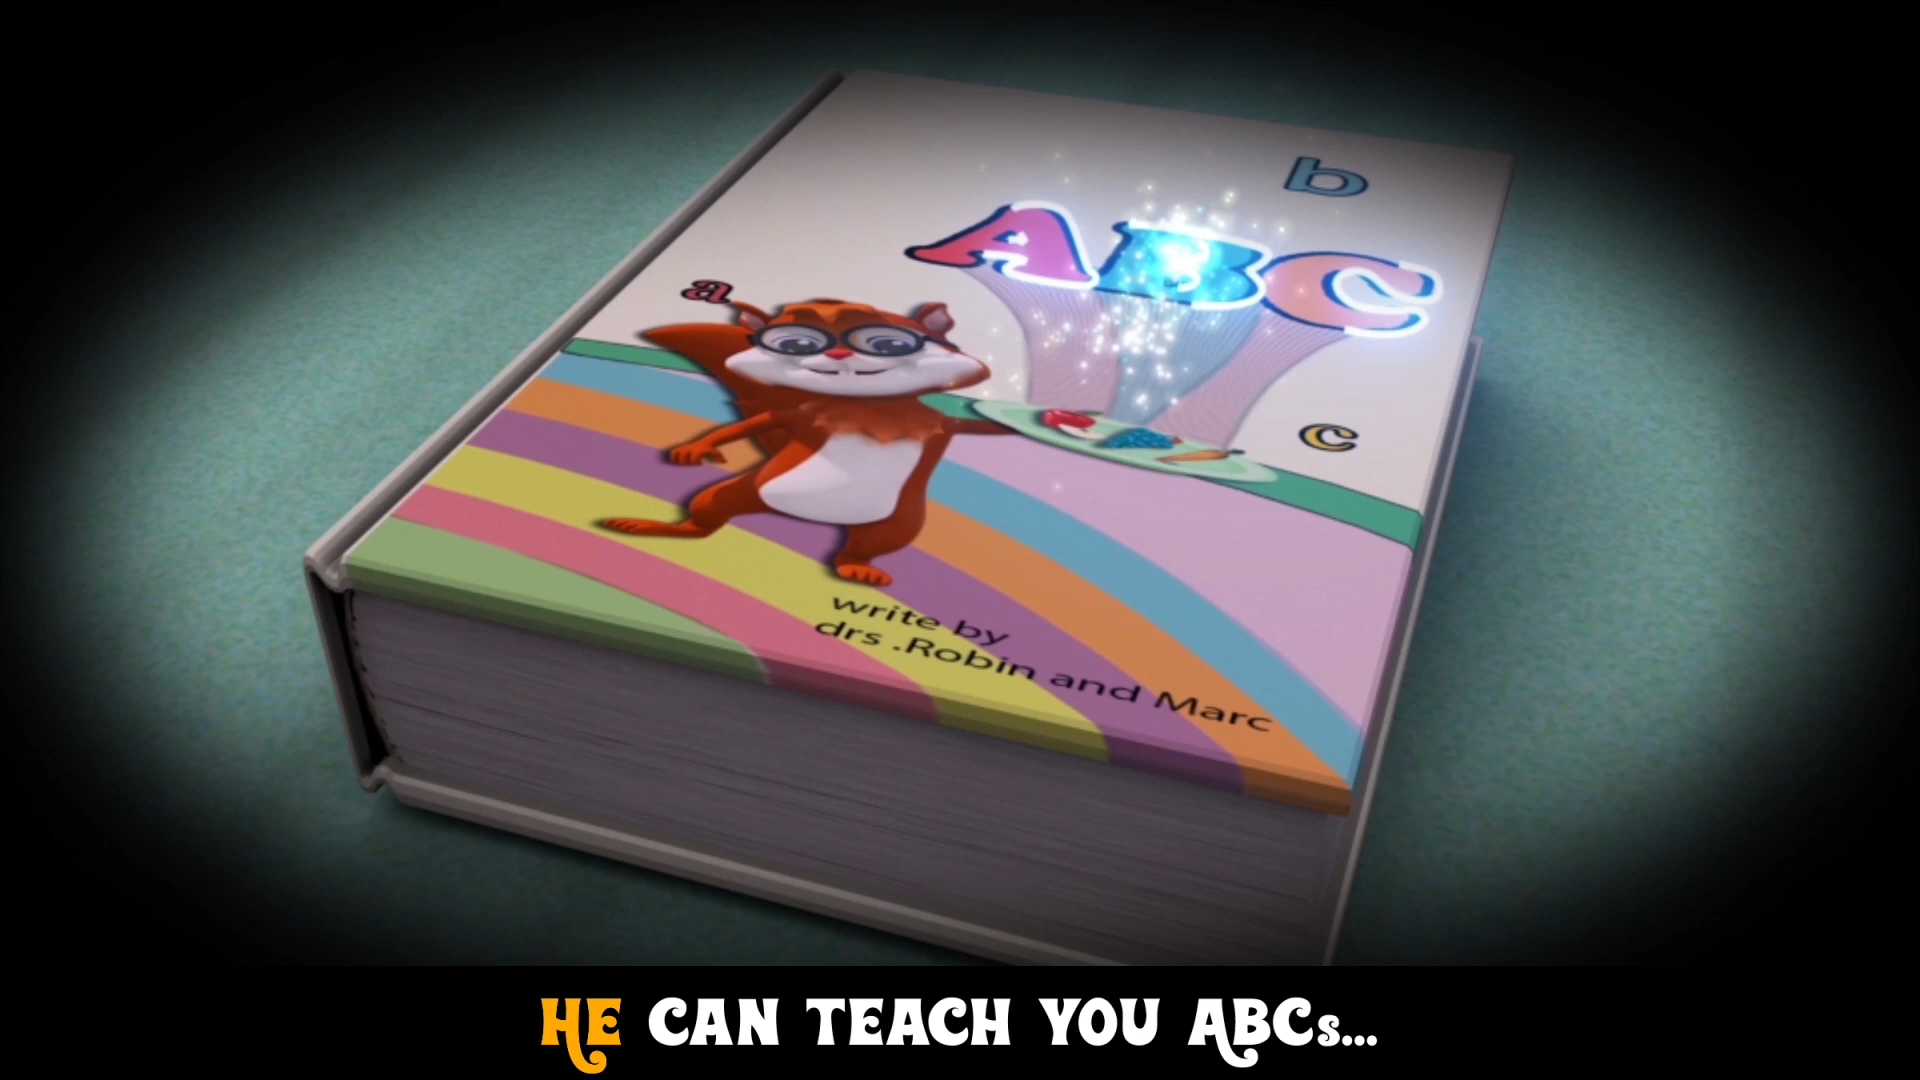 b
ABC
a
c
write by
drs .Robin and Marc
HE CAN TEACH YOU ABCs...